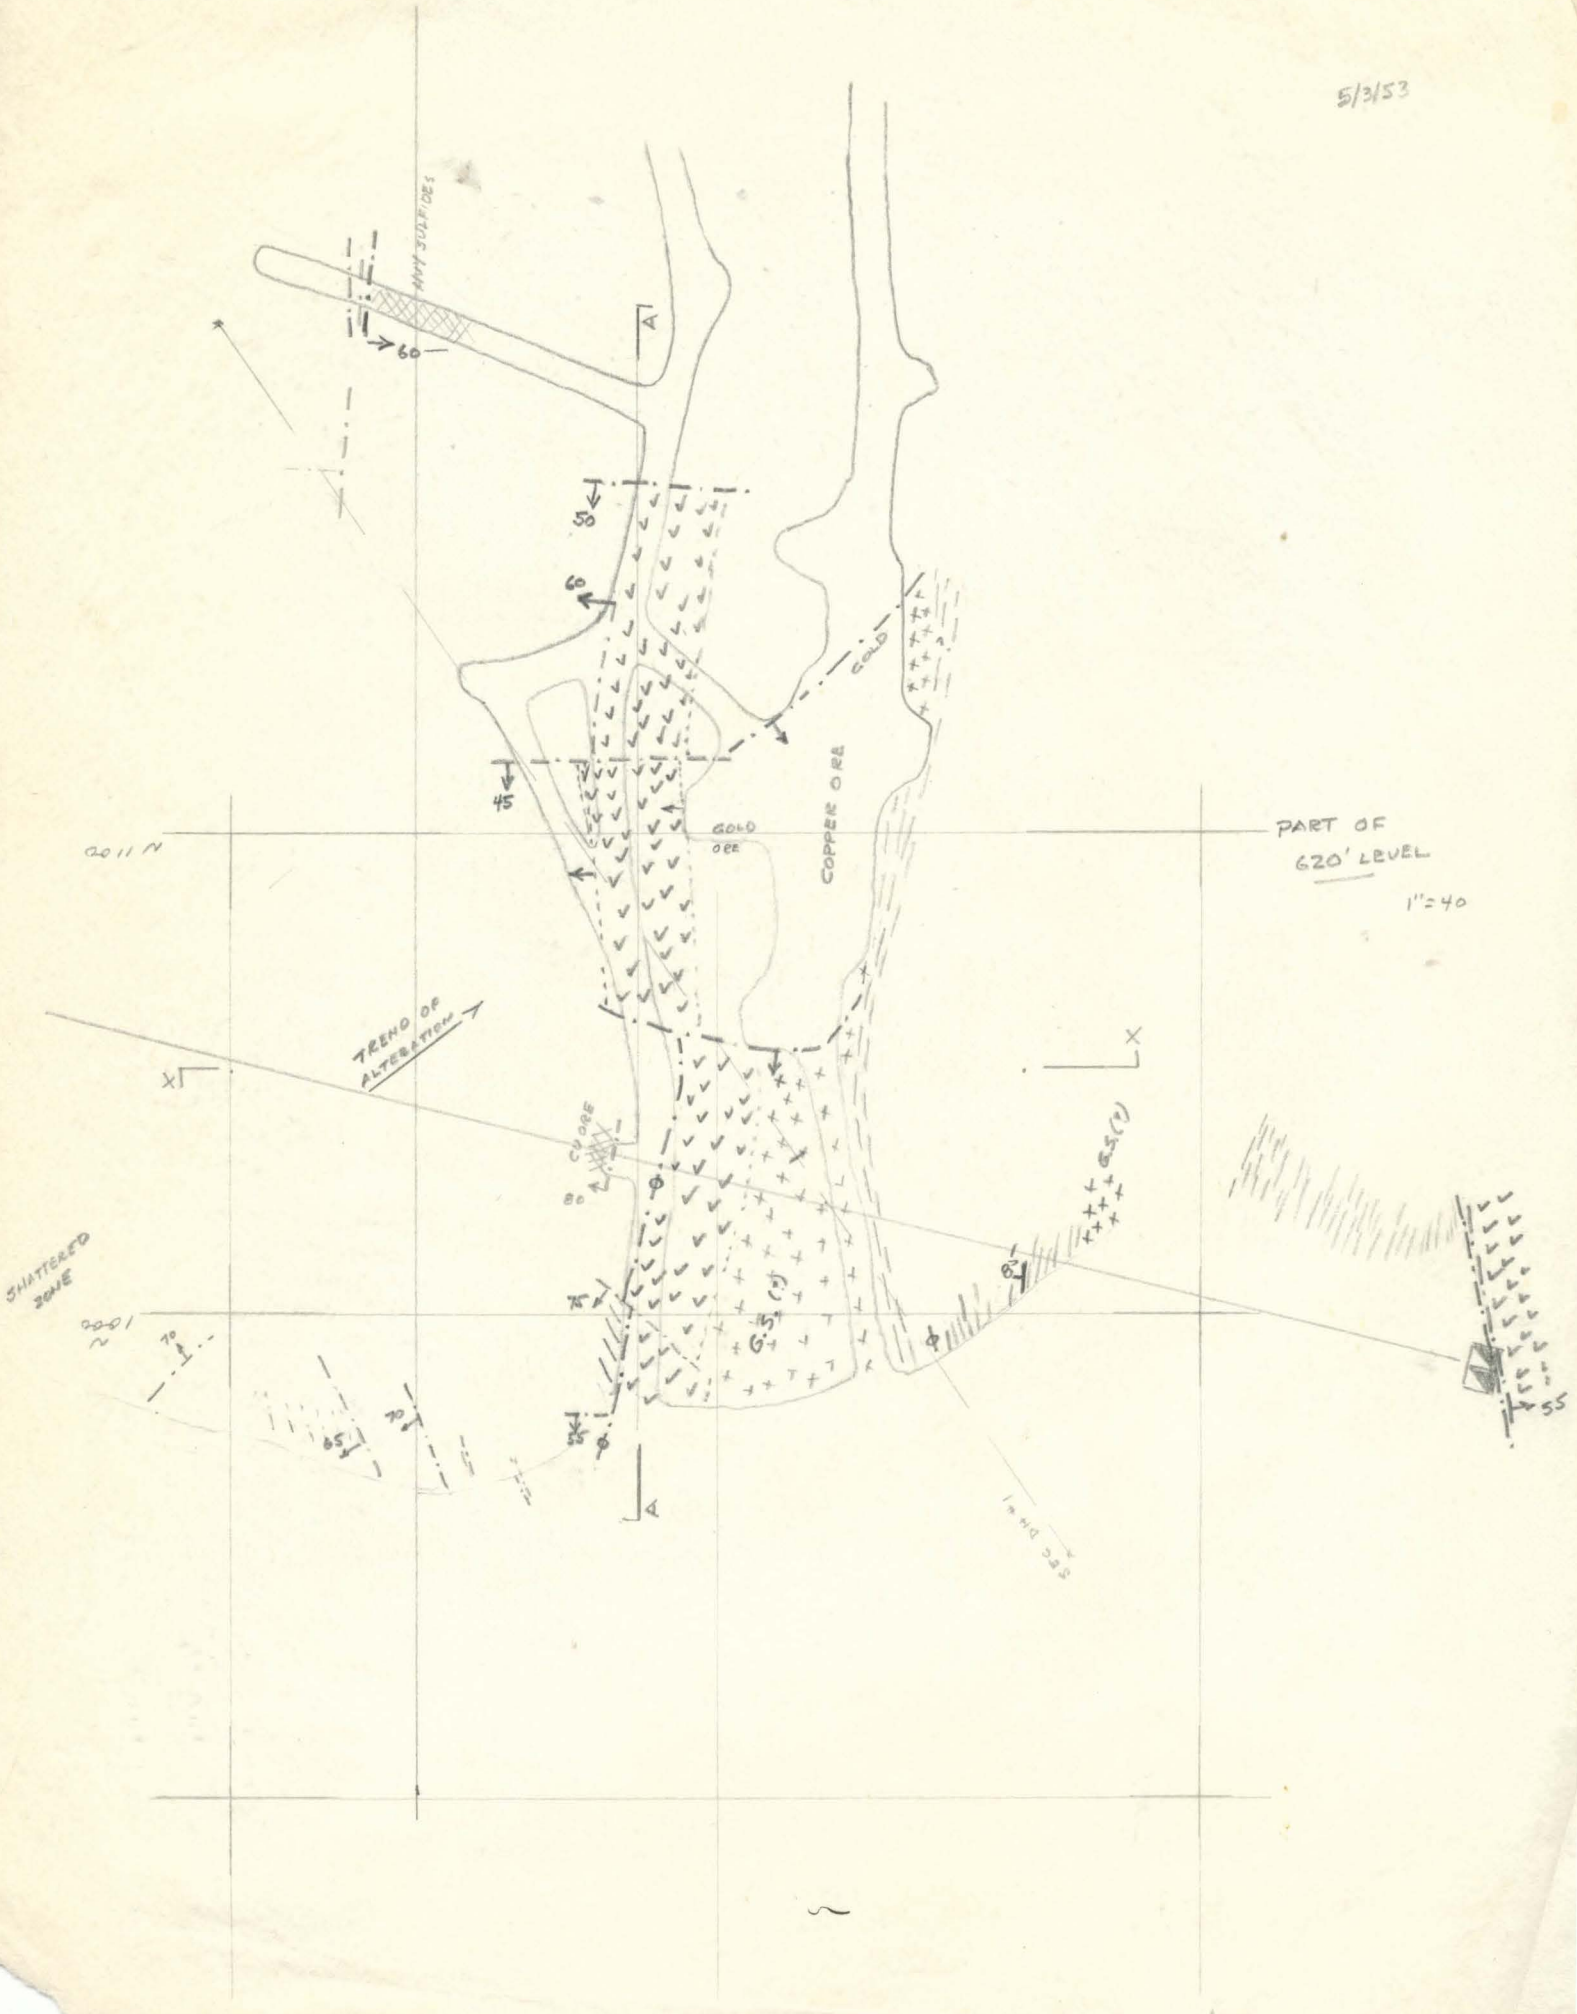 5/3/53
HVY SULFIDES
A
60
50
60
GOLD
45
COPPER ORE
GOLD
ORE
2011 N
PART OF
620' LEVEL
1"=40
TREND OF
ALTERATION
X
X
CU ORE
80
G.S.(?)
SHATTERED
ZONE
75
G.S. (?)
N
70
70
65
55
55
A
SEC DH #1